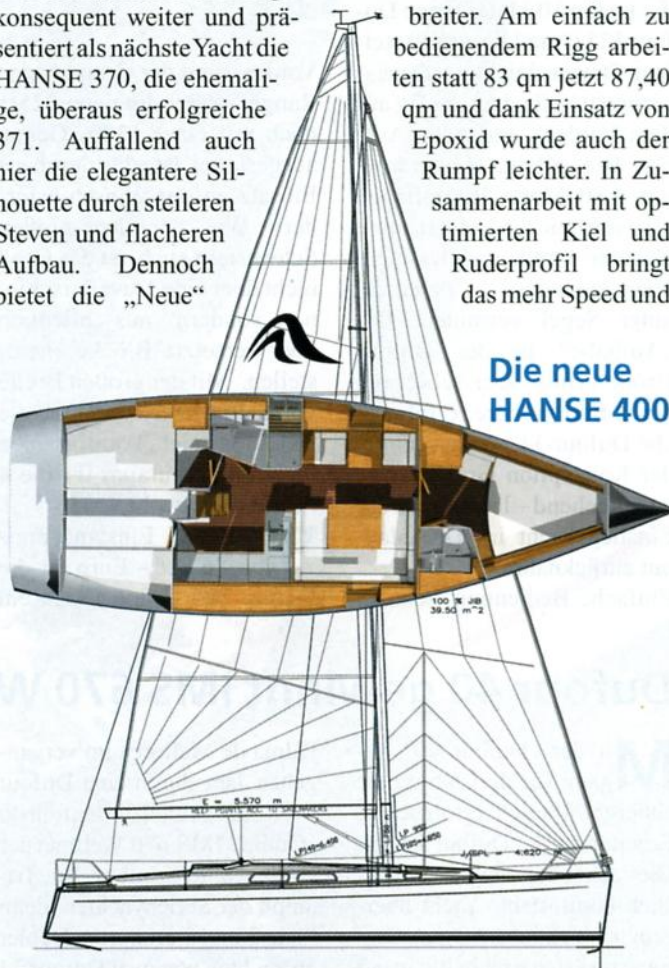 konsequent weiter und prä-
sentiert als nächste Yacht die
HANSE 370, die ehemali-
ge, überaus erfolgreiche
371. Auffallend auch
hier die elegantere Sil-
houette durch steileren
Steven und flacheren
Aufbau. Dennoch
bietet die „Neue“
breiter. Am einfach zu
bedienendem Rigg arbei-
ten statt 83 qm jetzt 87,40
qm und dank Einsatz von
Epoxid wurde auch der
Rumpf leichter. In Zu-
sammenarbeit mit op-
timierten Kiel und
Ruderprofil bringt
das mehr Speed und
Die neue
HANSE 400
100 % JIB
39.50 m^2
E = 5.570 m